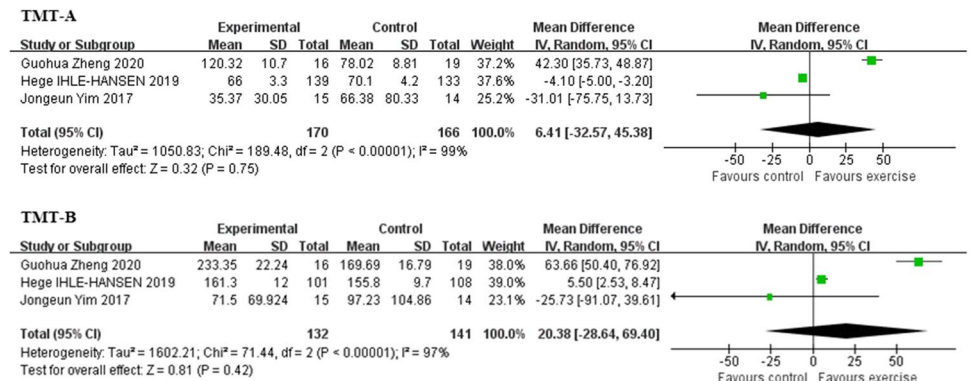 TMT-A
Experimental Control Mean Difference Mean Difference
Study or Subgroup Mean SD Total Mean SD Total Weight IV, Random, 95% CI IV, Random, 95% CI
Guohua Zheng 2020 120.32 10.7 16 78.02 8.81 19 37.2% 42.30 [35.73, 48.87]
Hege IHLE-HANSEN 2019 66 3.3 139 70.1 4.2 133 37.6% -4.10 [-5.00, -3.20]
Jongeun Yim 2017 35.37 30.05 15 66.38 80.33 14 25.2% -31.01 [-75.75, 13.73]
Total (95% CI) 170 166 100.0% 6.41 [-32.57, 45.38]
Heterogeneity: Tau² = 1050.83; Chi² = 189.48, df = 2 (P < 0.00001); I² = 99%
Test for overall effect: Z = 0.32 (P = 0.75)
-50 -25 0 25 50
Favours control Favours exercise
TMT-B
Experimental Control Mean Difference Mean Difference
Study or Subgroup Mean SD Total Mean SD Total Weight IV, Random, 95% CI IV, Random, 95% CI
Guohua Zheng 2020 233.35 22.24 16 169.69 16.79 19 38.0% 63.66 [50.40, 76.92]
Hege IHLE-HANSEN 2019 161.3 12 101 155.8 9.7 108 39.0% 5.50 [2.53, 8.47]
Jongeun Yim 2017 71.5 69.924 15 97.23 104.86 14 23.1% -25.73 [-91.07, 39.61]
Total (95% CI) 132 141 100.0% 20.38 [-28.64, 69.40]
Heterogeneity: Tau² = 1602.21; Chi² = 71.44, df = 2 (P < 0.00001); I² = 97%
Test for overall effect: Z = 0.81 (P = 0.42)
-50 -25 0 25 50
Favours control Favours exercise